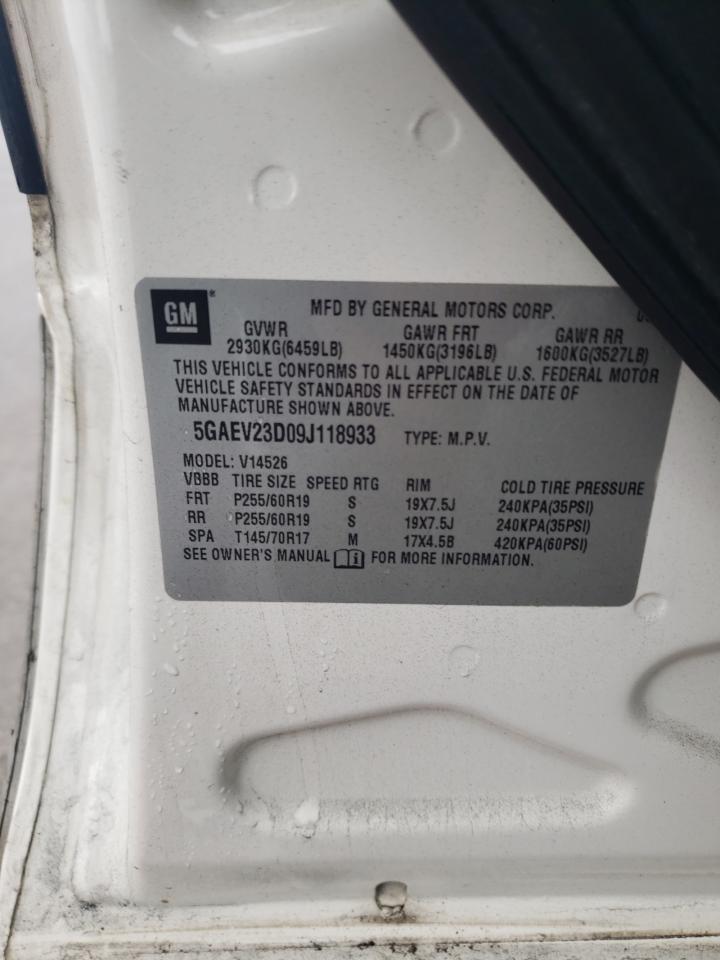 GM ®
MFD BY GENERAL MOTORS CORP.
GVWR GAWR FRT GAWR RR
2930KG(6459LB) 1450KG(3196LB) 1600KG(3527LB)
THIS VEHICLE CONFORMS TO ALL APPLICABLE U.S. FEDERAL MOTOR
VEHICLE SAFETY STANDARDS IN EFFECT ON THE DATE OF
MANUFACTURE SHOWN ABOVE.
5GAEV23D09J118933 TYPE: M.P.V.
MODEL: V14526
VBBB TIRE SIZE SPEED RTG RIM COLD TIRE PRESSURE
FRT P255/60R19 S 19X7.5J 240KPA(35PSI)
RR P255/60R19 S 19X7.5J 240KPA(35PSI)
SPA T145/70R17 M 17X4.5B 420KPA(60PSI)
SEE OWNER'S MANUAL i FOR MORE INFORMATION.